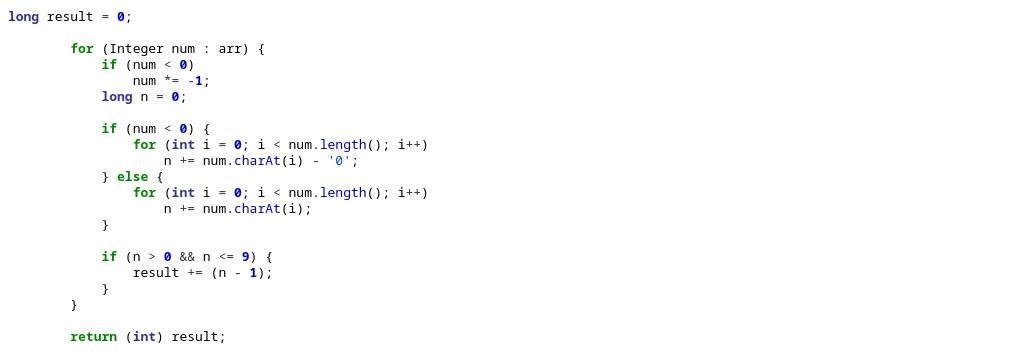 long result = 0;
for (Integer num : arr) {
if (num < 0)
num *= -1;
long n = 0;
if (num < 0) {
for (int i = 0; i < num.length(); i++)
n += num.charAt(i) - '0';
} else {
for (int i = 0; i < num.length(); i++)
n += num.charAt(i);
}
if (n > 0 && n <= 9) {
result += (n - 1);
}
}
return (int) result;